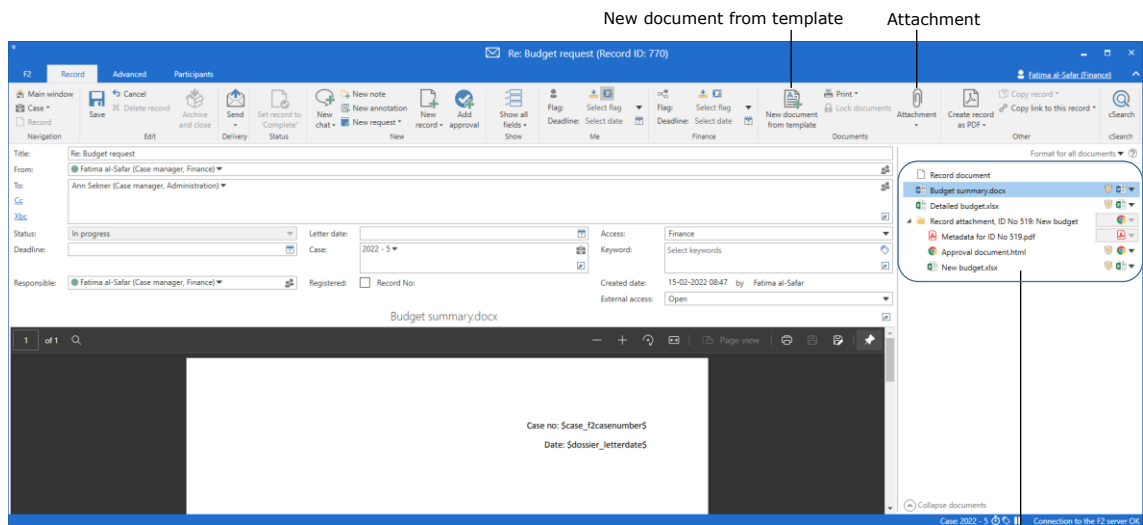 New document from template
Attachment
Re: Budget request (Record ID: 770)
F2 Record Advanced Participants
Fatima al-Safar (Finance)
Main window
Case
Record
Navigation
Save
Cancel
Delete record
Archive and close
Edit
Send
Delivery
Set record to 'Complete'
Status
New chat
New note
New annotation
New request
New record
Add approval
New
Show all fields
Show
Flag: Select flag
Deadline: Select date
Me
Flag: Select flag
Deadline: Select date
Finance
New document from template
Print
Lock documents
Documents
Attachment
Create record as PDF
Copy record
Copy link to this record
Other
cSearch
cSearch
Title: Re: Budget request
From: Fatima al-Safar (Case manager, Finance)
To: Ann Sekner (Case manager, Administration)
Cc
Xbc
Status: In progress
Letter date:
Access: Finance
Deadline:
Case: 2022 - 5
Keyword: Select keywords
Responsible: Fatima al-Safar (Case manager, Finance)
Registered: Record No:
Created date: 15-02-2022 08:47 by Fatima al-Safar
External access: Open
Budget summary.docx
1 of 1
Page view
Case no: $case_f2casenumber$
Date: $dossier_letterdate$
Format for all documents
Record document
Budget summary.docx
Detailed budget.xlsx
Record attachment, ID No 519: New budget
Metadata for ID No 519.pdf
Approval document.html
New budget.xlsx
Collapse documents
Case: 2022 - 5
Connection to the F2 server OK